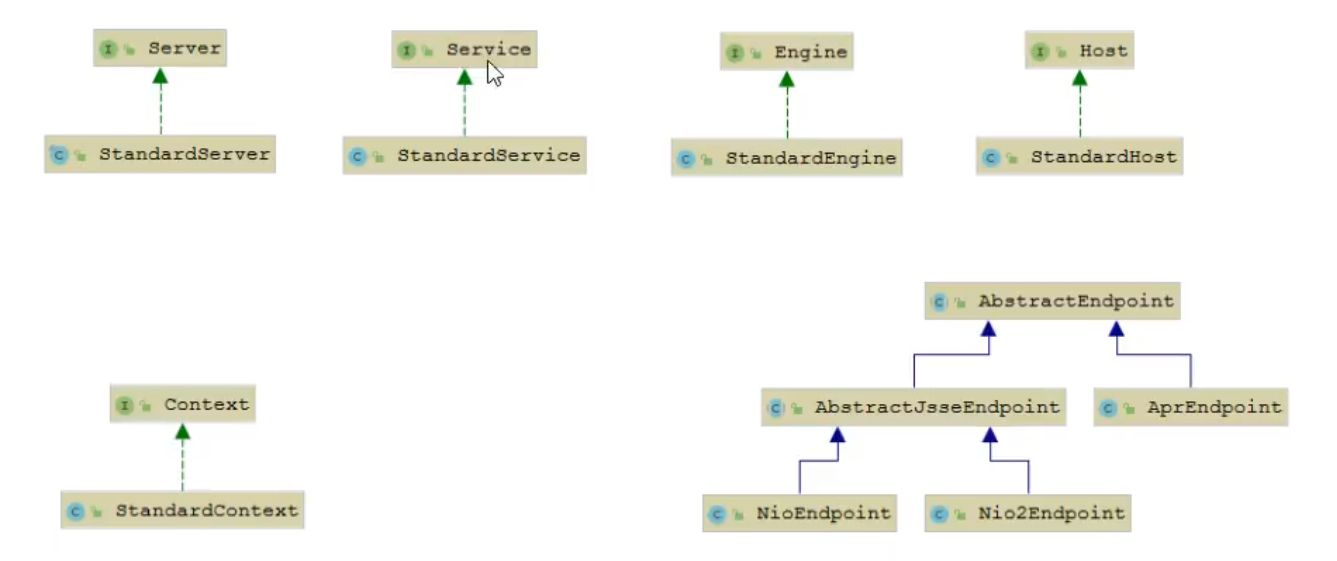 I Server
I Service
I Engine
I Host
C StandardServer
C StandardService
C StandardEngine
C StandardHost
C AbstractEndpoint
I Context
C AbstractJsseEndpoint
C AprEndpoint
C StandardContext
C NioEndpoint
C Nio2Endpoint